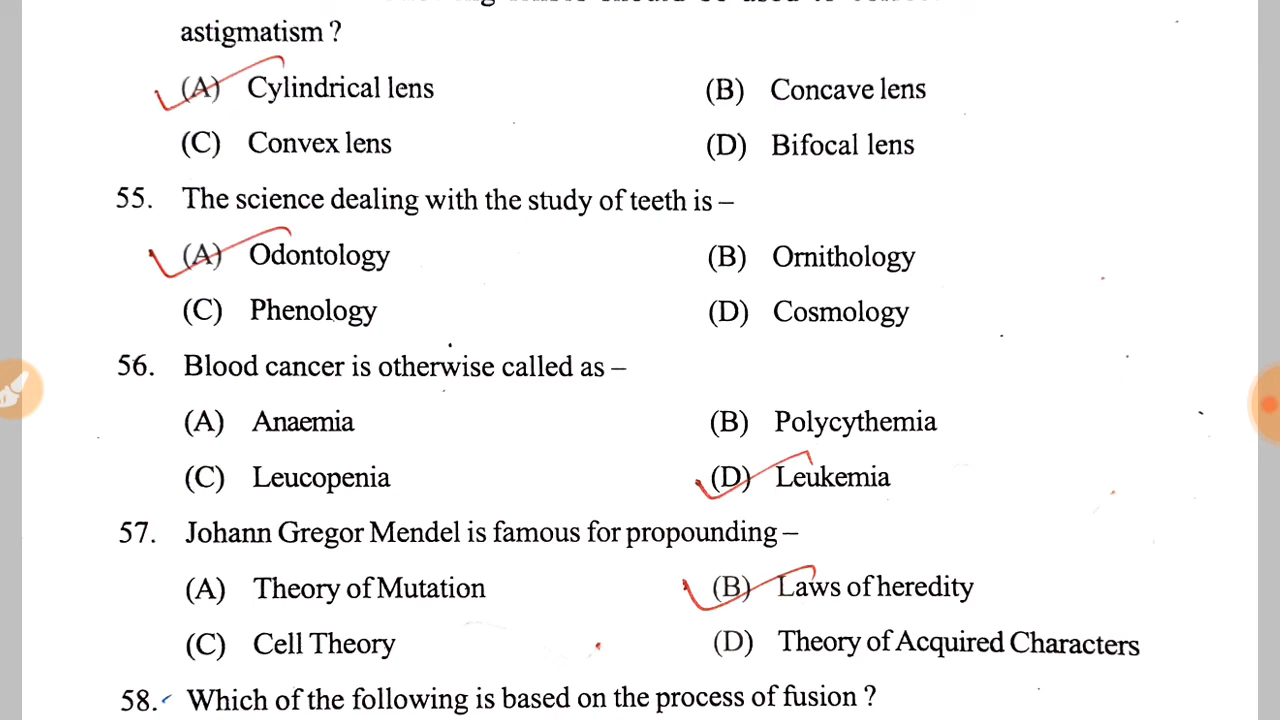 astigmatism ?
(A) Cylindrical lens (B) Concave lens
(C) Convex lens (D) Bifocal lens
55. The science dealing with the study of teeth is –
(A) Odontology (B) Ornithology
(C) Phenology (D) Cosmology
56. Blood cancer is otherwise called as –
(A) Anaemia (B) Polycythemia
(C) Leucopenia (D) Leukemia
57. Johann Gregor Mendel is famous for propounding –
(A) Theory of Mutation (B) Laws of heredity
(C) Cell Theory (D) Theory of Acquired Characters
58. Which of the following is based on the process of fusion ?